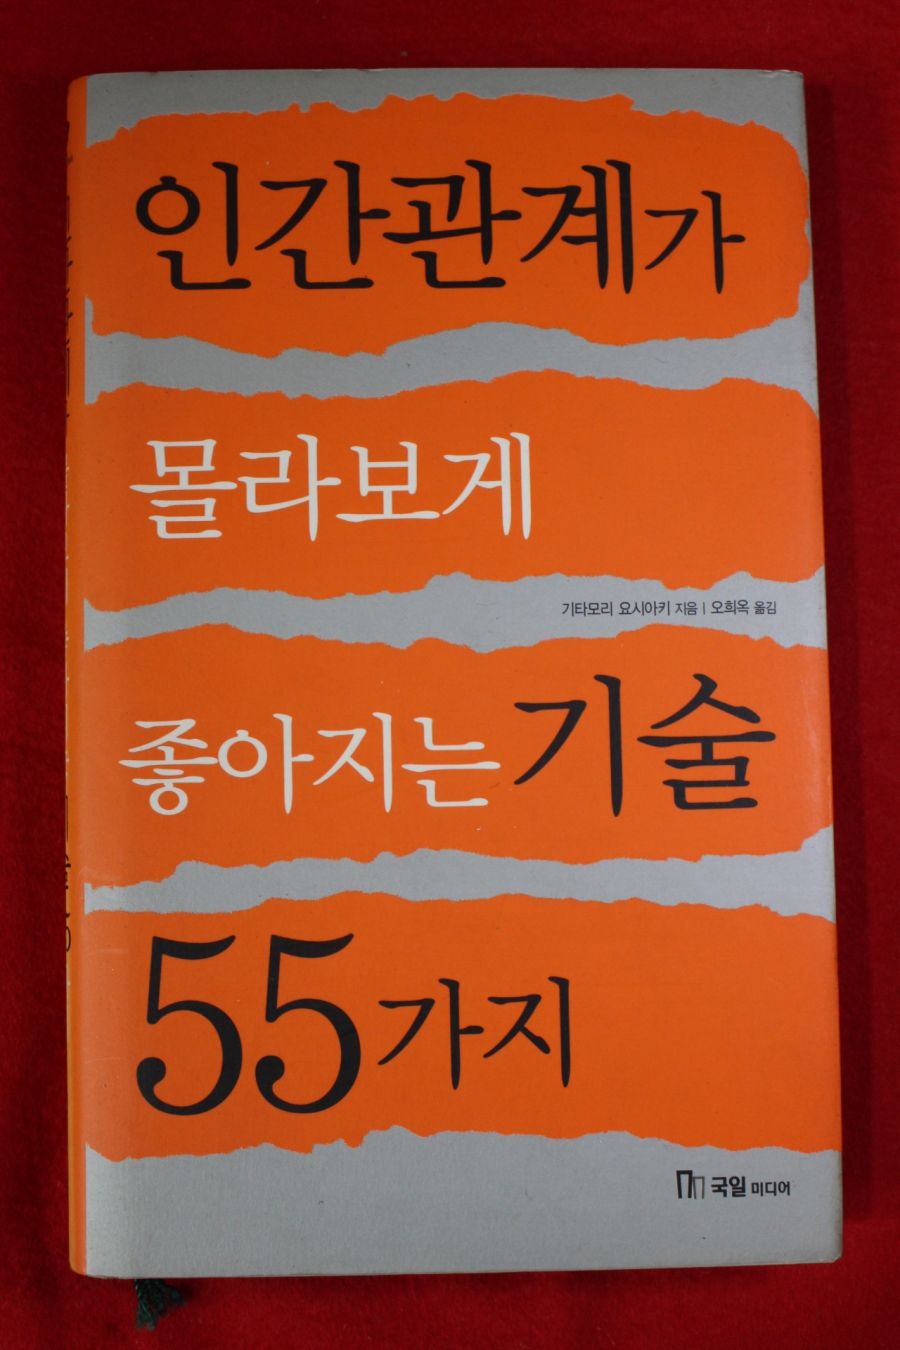 인간관계가
몰라보게
기타모리 요시아키 지음 | 오희옥 옮김
좋아지는 기술
55가지
국일 미디어